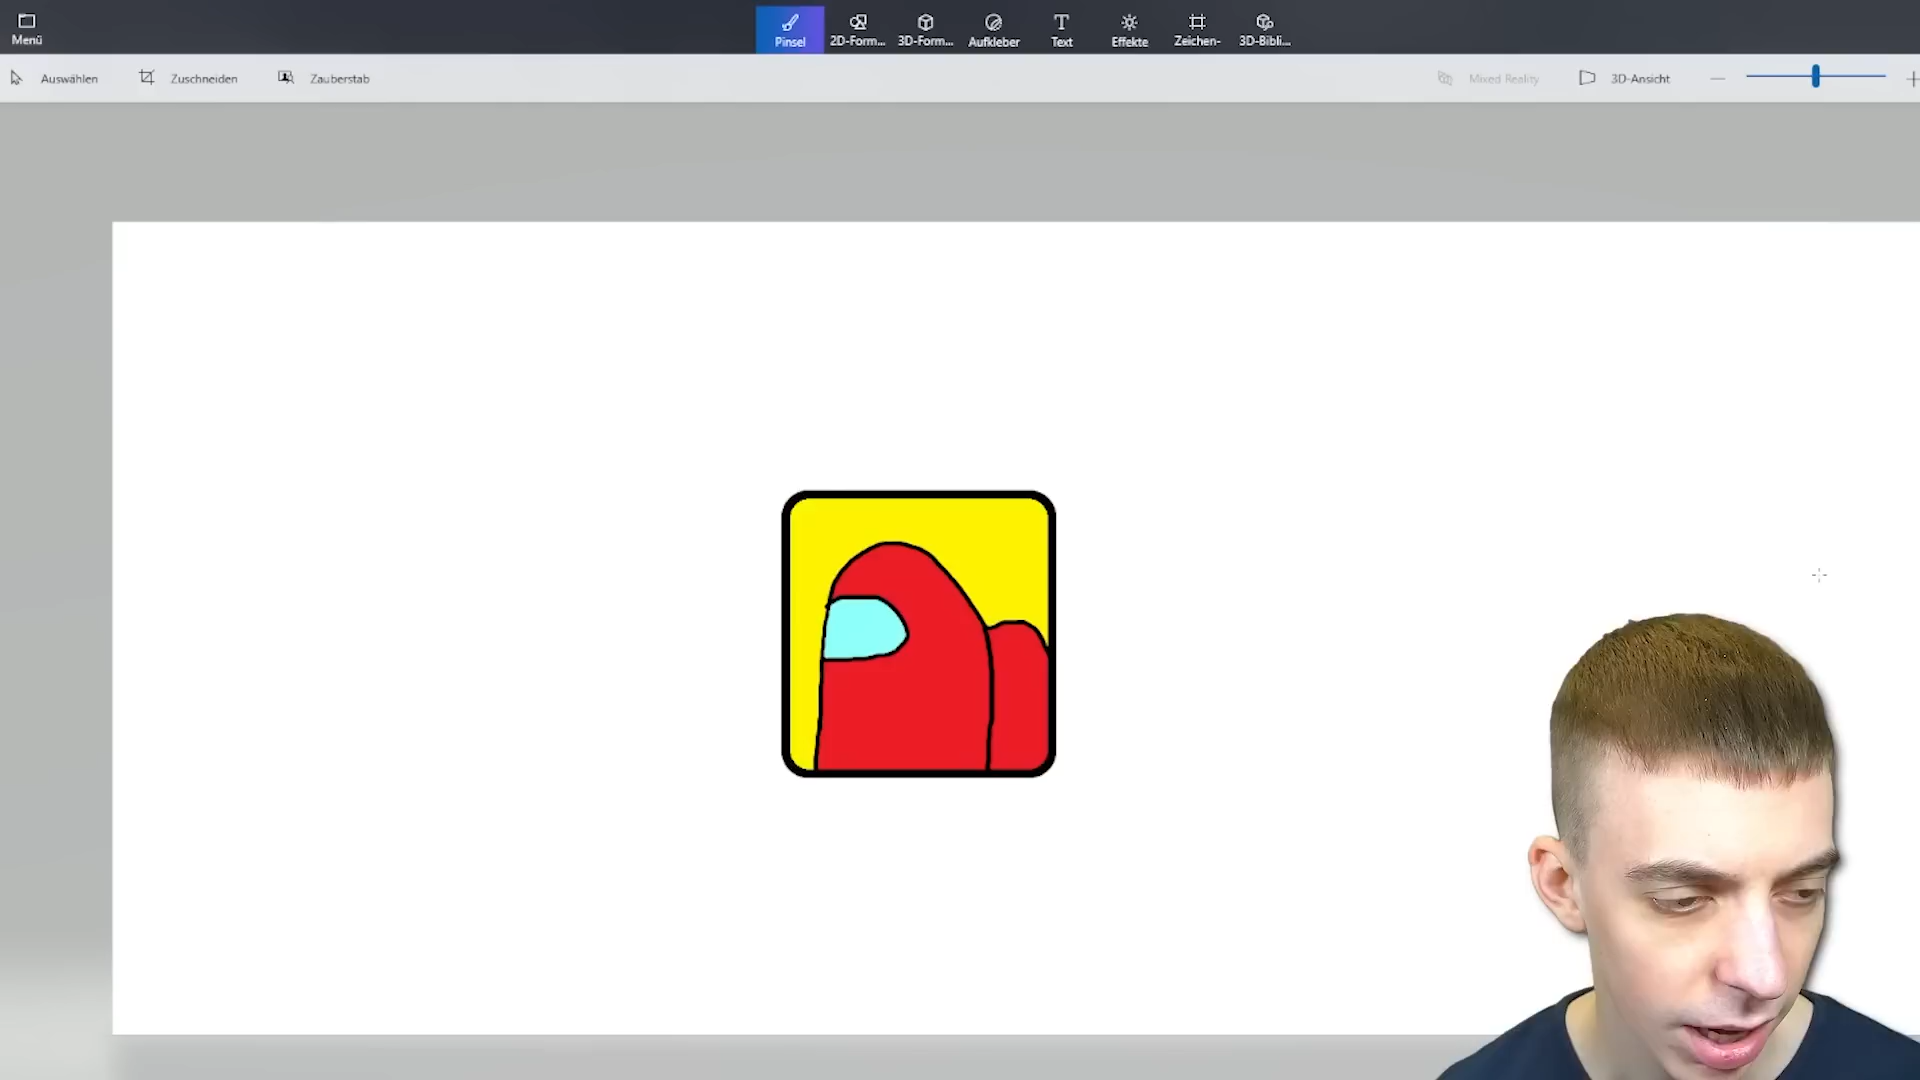 Menü
Pinsel
2D-Form...
3D-Form...
Aufkleber
Text
Effekte
Zeichen-
3D-Bibli...
Auswählen
Zuschneiden
Zauberstab
Mixed Reality
3D-Ansicht